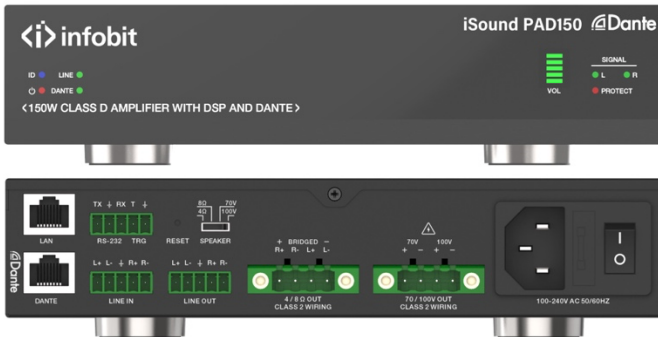 <i> infobit
iSound PAD150 Dante
ID LINE
DANTE
<150W CLASS D AMPLIFIER WITH DSP AND DANTE>
VOL
SIGNAL
L R
PROTECT
LAN
TX RX T
RS-232 TRG
RESET
8Ω 70V
4Ω 100V
SPEAKER
Dante
DANTE
L+ L- R+ R-
LINE IN
L+ L- R+ R-
LINE OUT
+ BRIDGED −
R+ R- L+ L-
4 / 8 Ω OUT
CLASS 2 WIRING
70V 100V
+ − + −
70 / 100V OUT
CLASS 2 WIRING
I
O
100-240V AC 50/60HZ